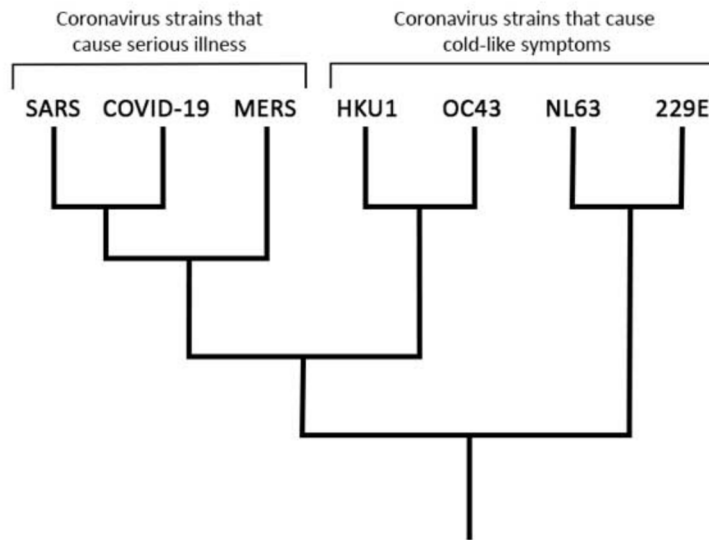 Coronavirus strains that
cause serious illness
Coronavirus strains that cause
cold-like symptoms
SARS COVID-19 MERS HKU1 OC43 NL63 229E